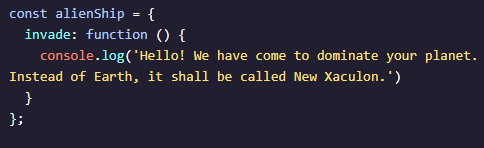 const alienShip = {
  invade: function () {
    console.log('Hello! We have come to dominate your planet.
Instead of Earth, it shall be called New Xaculon.')
  }
};